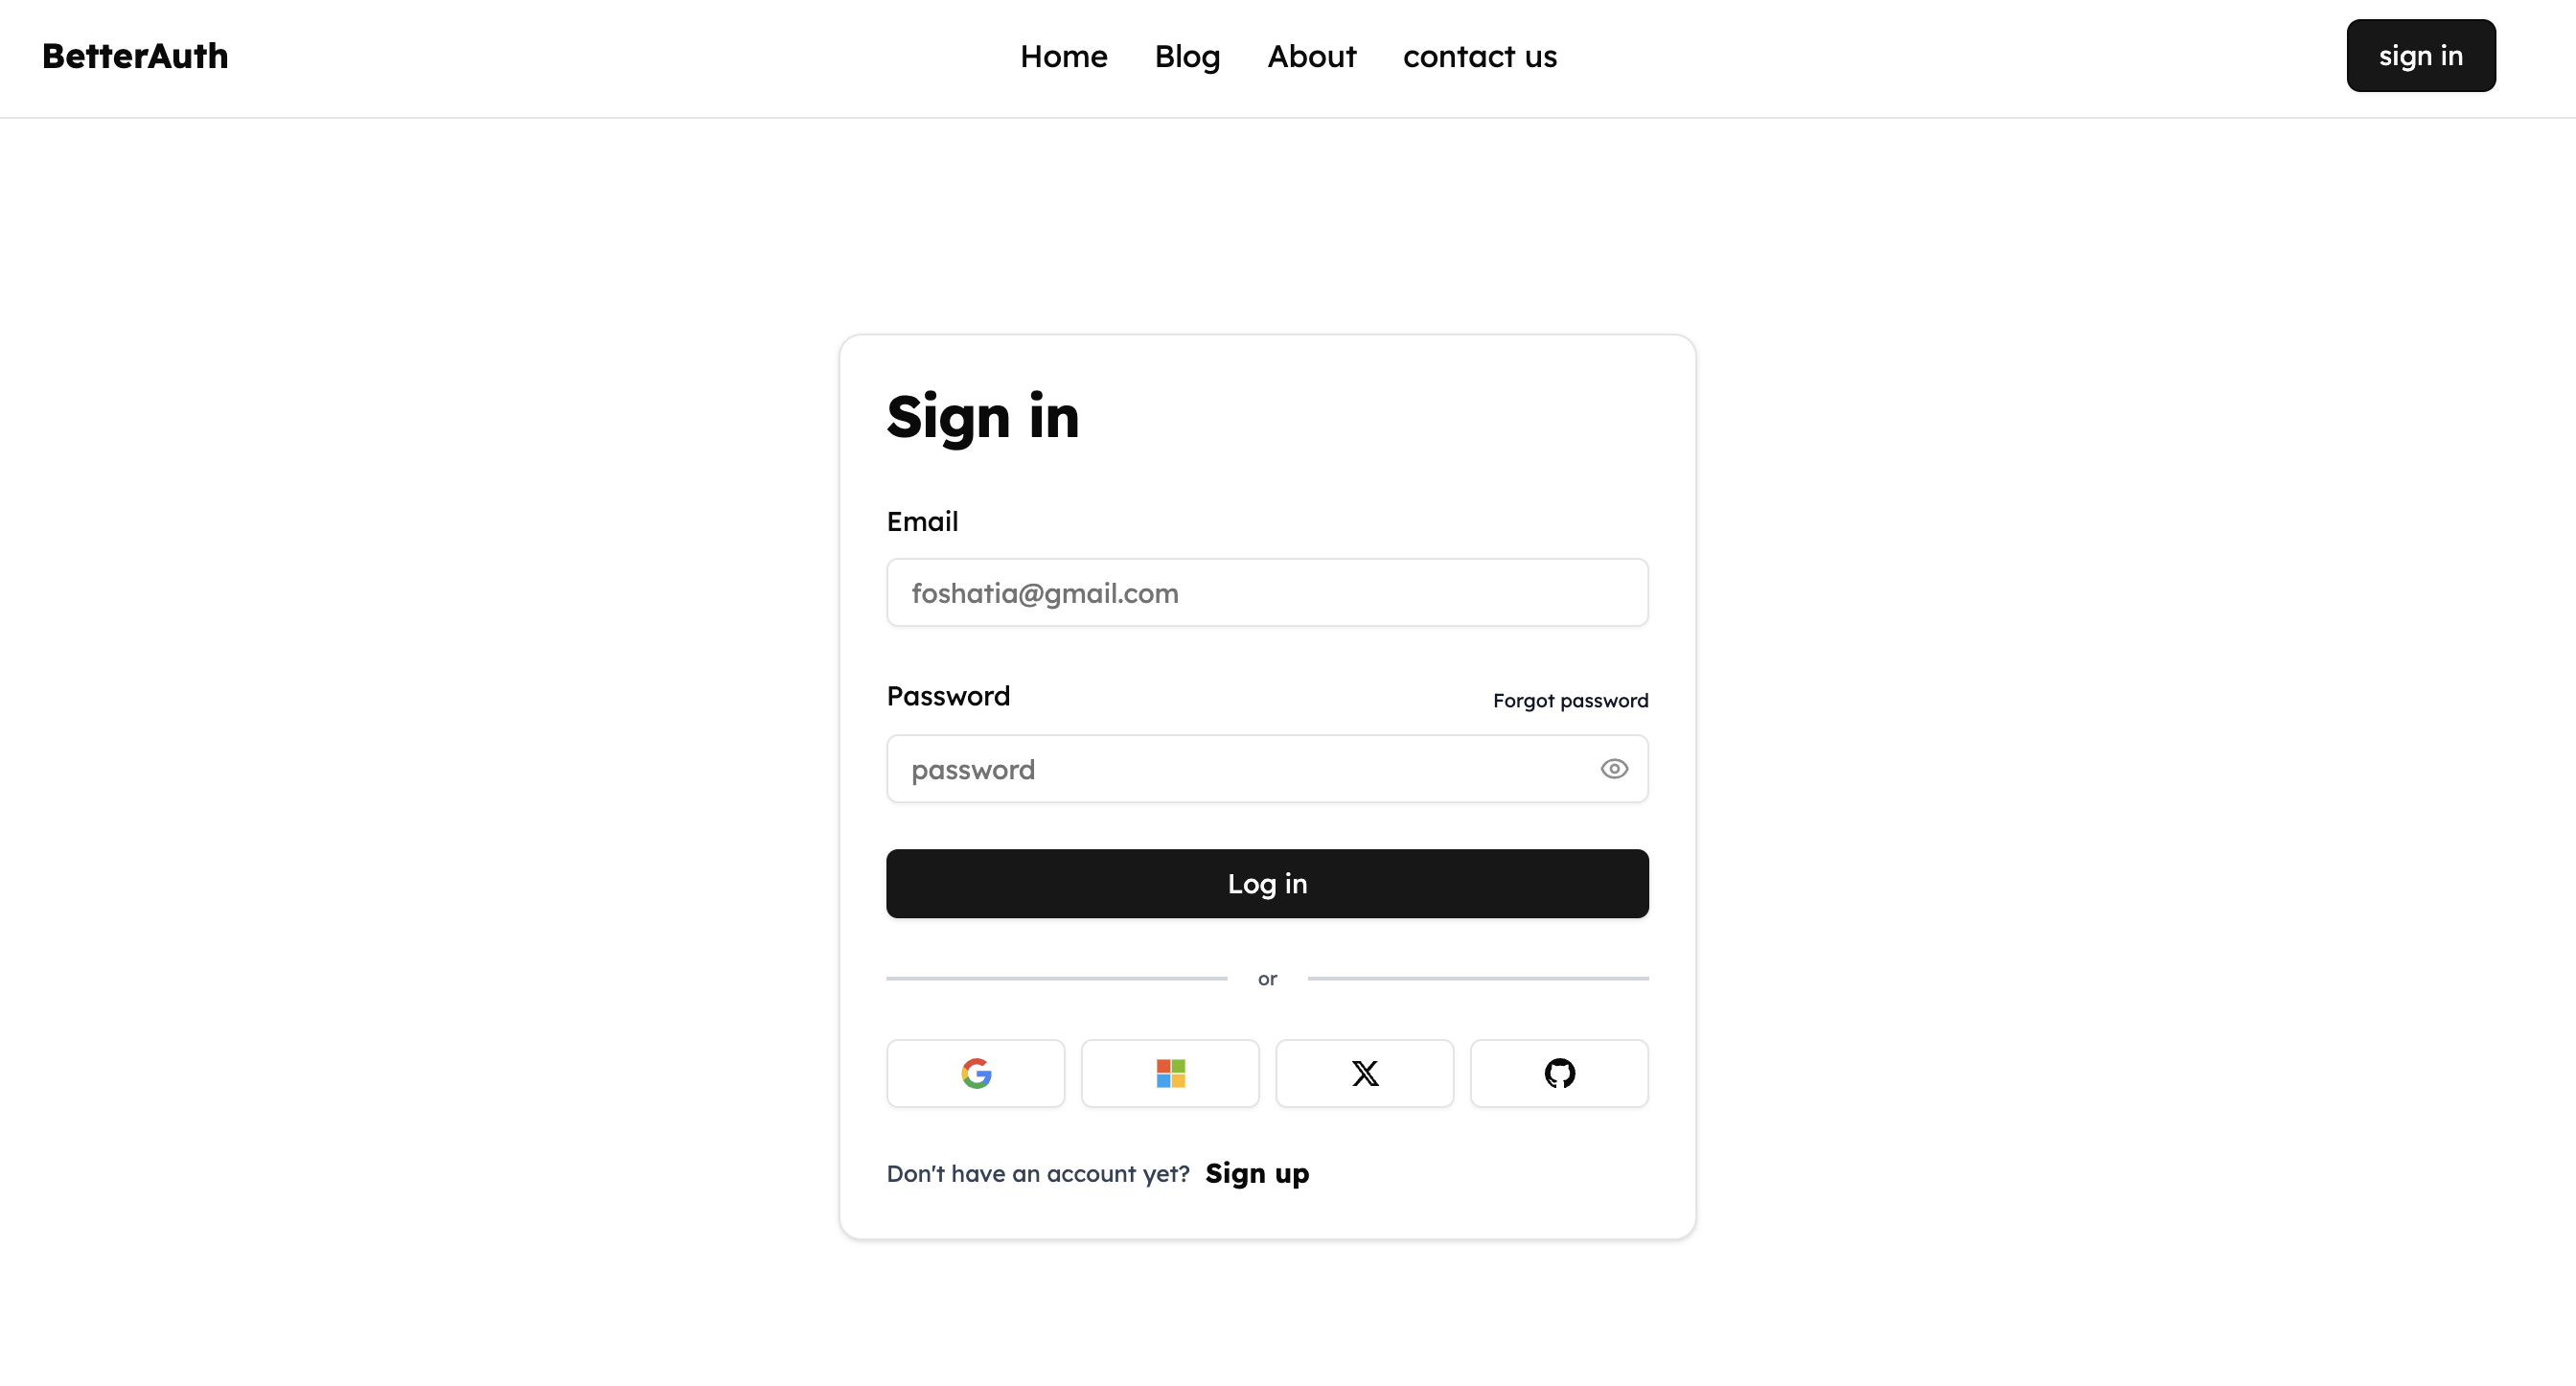 BetterAuth
Home Blog About contact us
sign in
Sign in
Email
foshatia@gmail.com
Password
Forgot password
password
Log in
or
Don't have an account yet? Sign up